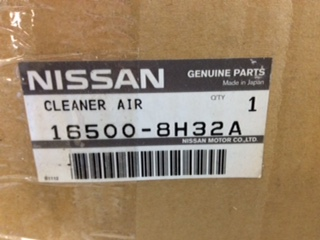 NISSAN
GENUINE PARTS
Made in Japan
CLEANER AIR
QTY
1
16500-8H32A
NISSAN MOTOR CO.,LTD.